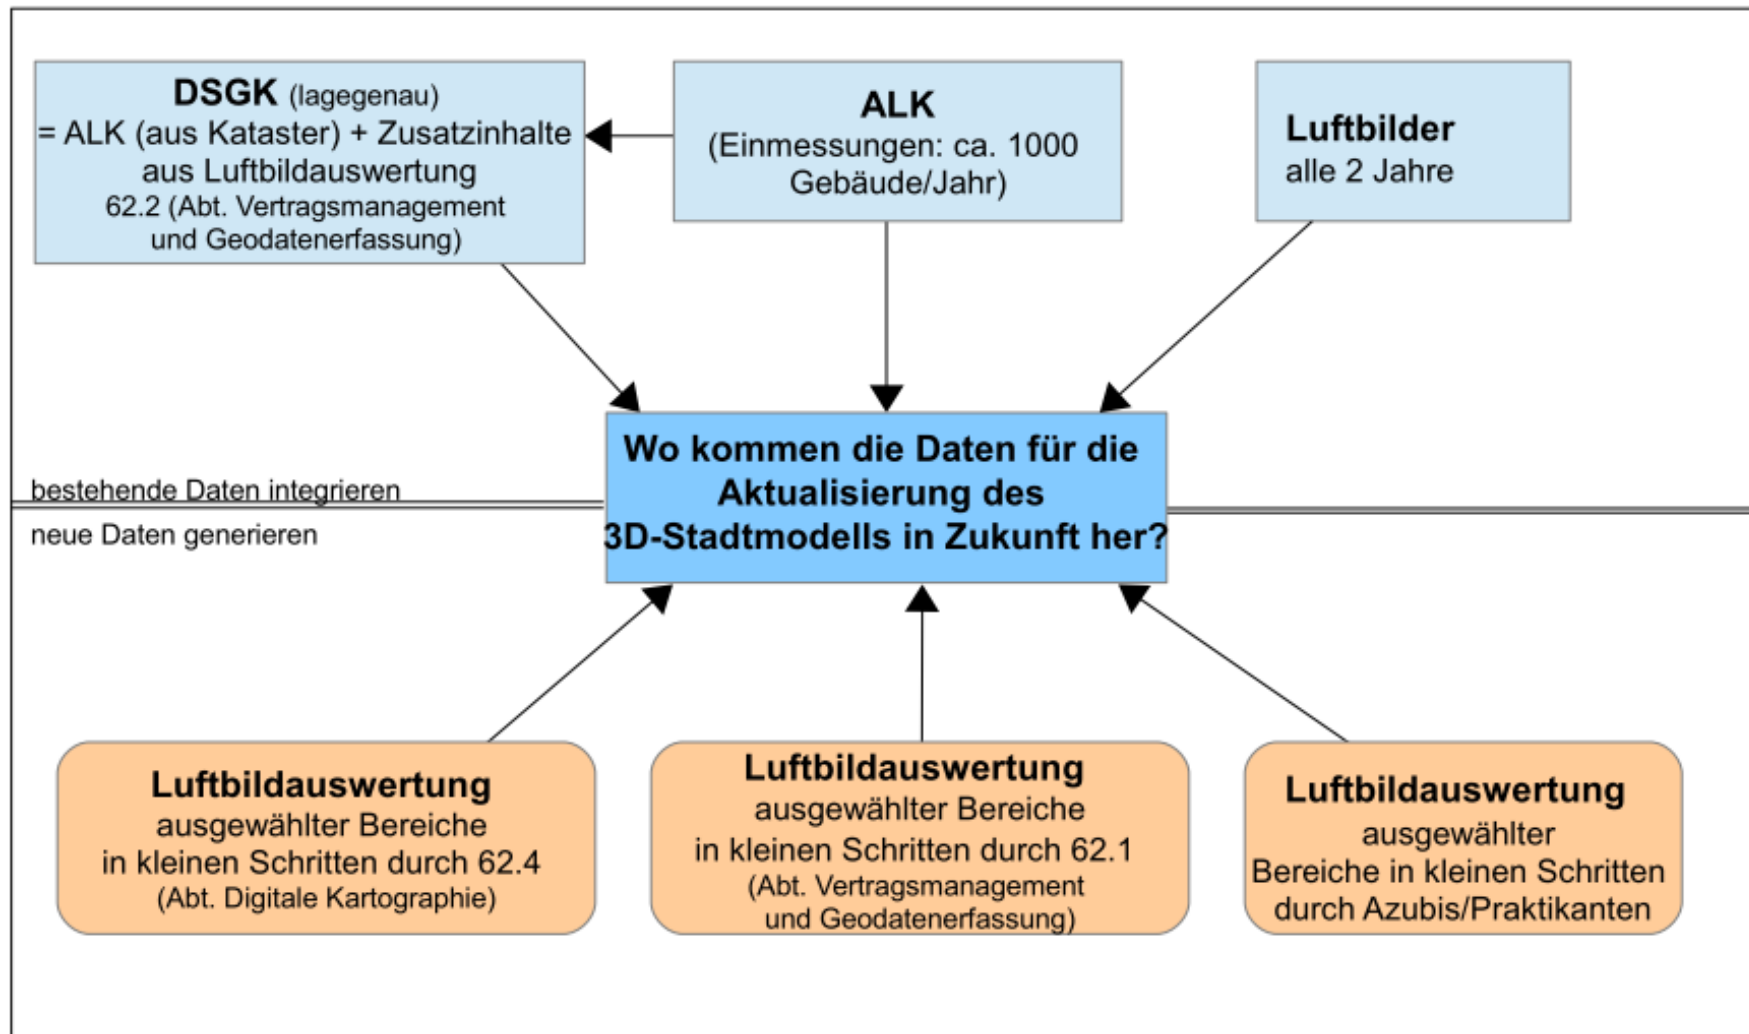 DSGK (lagegenau)
= ALK (aus Kataster) + Zusatzinhalte
aus Luftbildauswertung
62.2 (Abt. Vertragsmanagement
und Geodatenerfassung)
ALK
(Einmessungen: ca. 1000
Gebäude/Jahr)
Luftbilder
alle 2 Jahre
Wo kommen die Daten für die
Aktualisierung des
3D-Stadtmodells in Zukunft her?
bestehende Daten integrieren
neue Daten generieren
Luftbildauswertung
ausgewählter Bereiche
in kleinen Schritten durch 62.4
(Abt. Digitale Kartographie)
Luftbildauswertung
ausgewählter Bereiche
in kleinen Schritten durch 62.1
(Abt. Vertragsmanagement
und Geodatenerfassung)
Luftbildauswertung
ausgewählter
Bereiche in kleinen Schritten
durch Azubis/Praktikanten